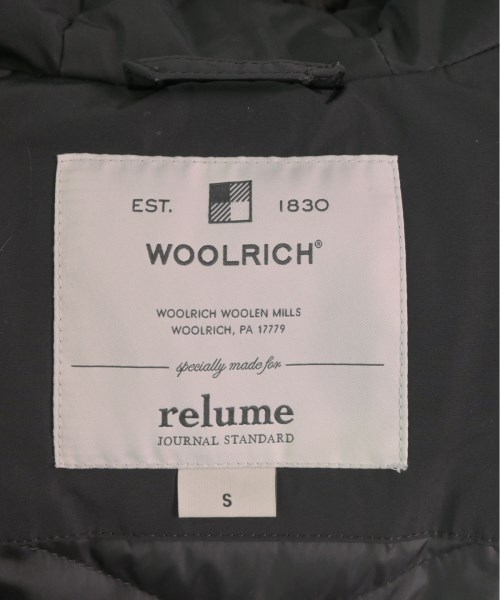 EST. 1830
WOOLRICH®
WOOLRICH WOOLEN MILLS
WOOLRICH, PA 17779
specially made for
relume
JOURNAL STANDARD
S